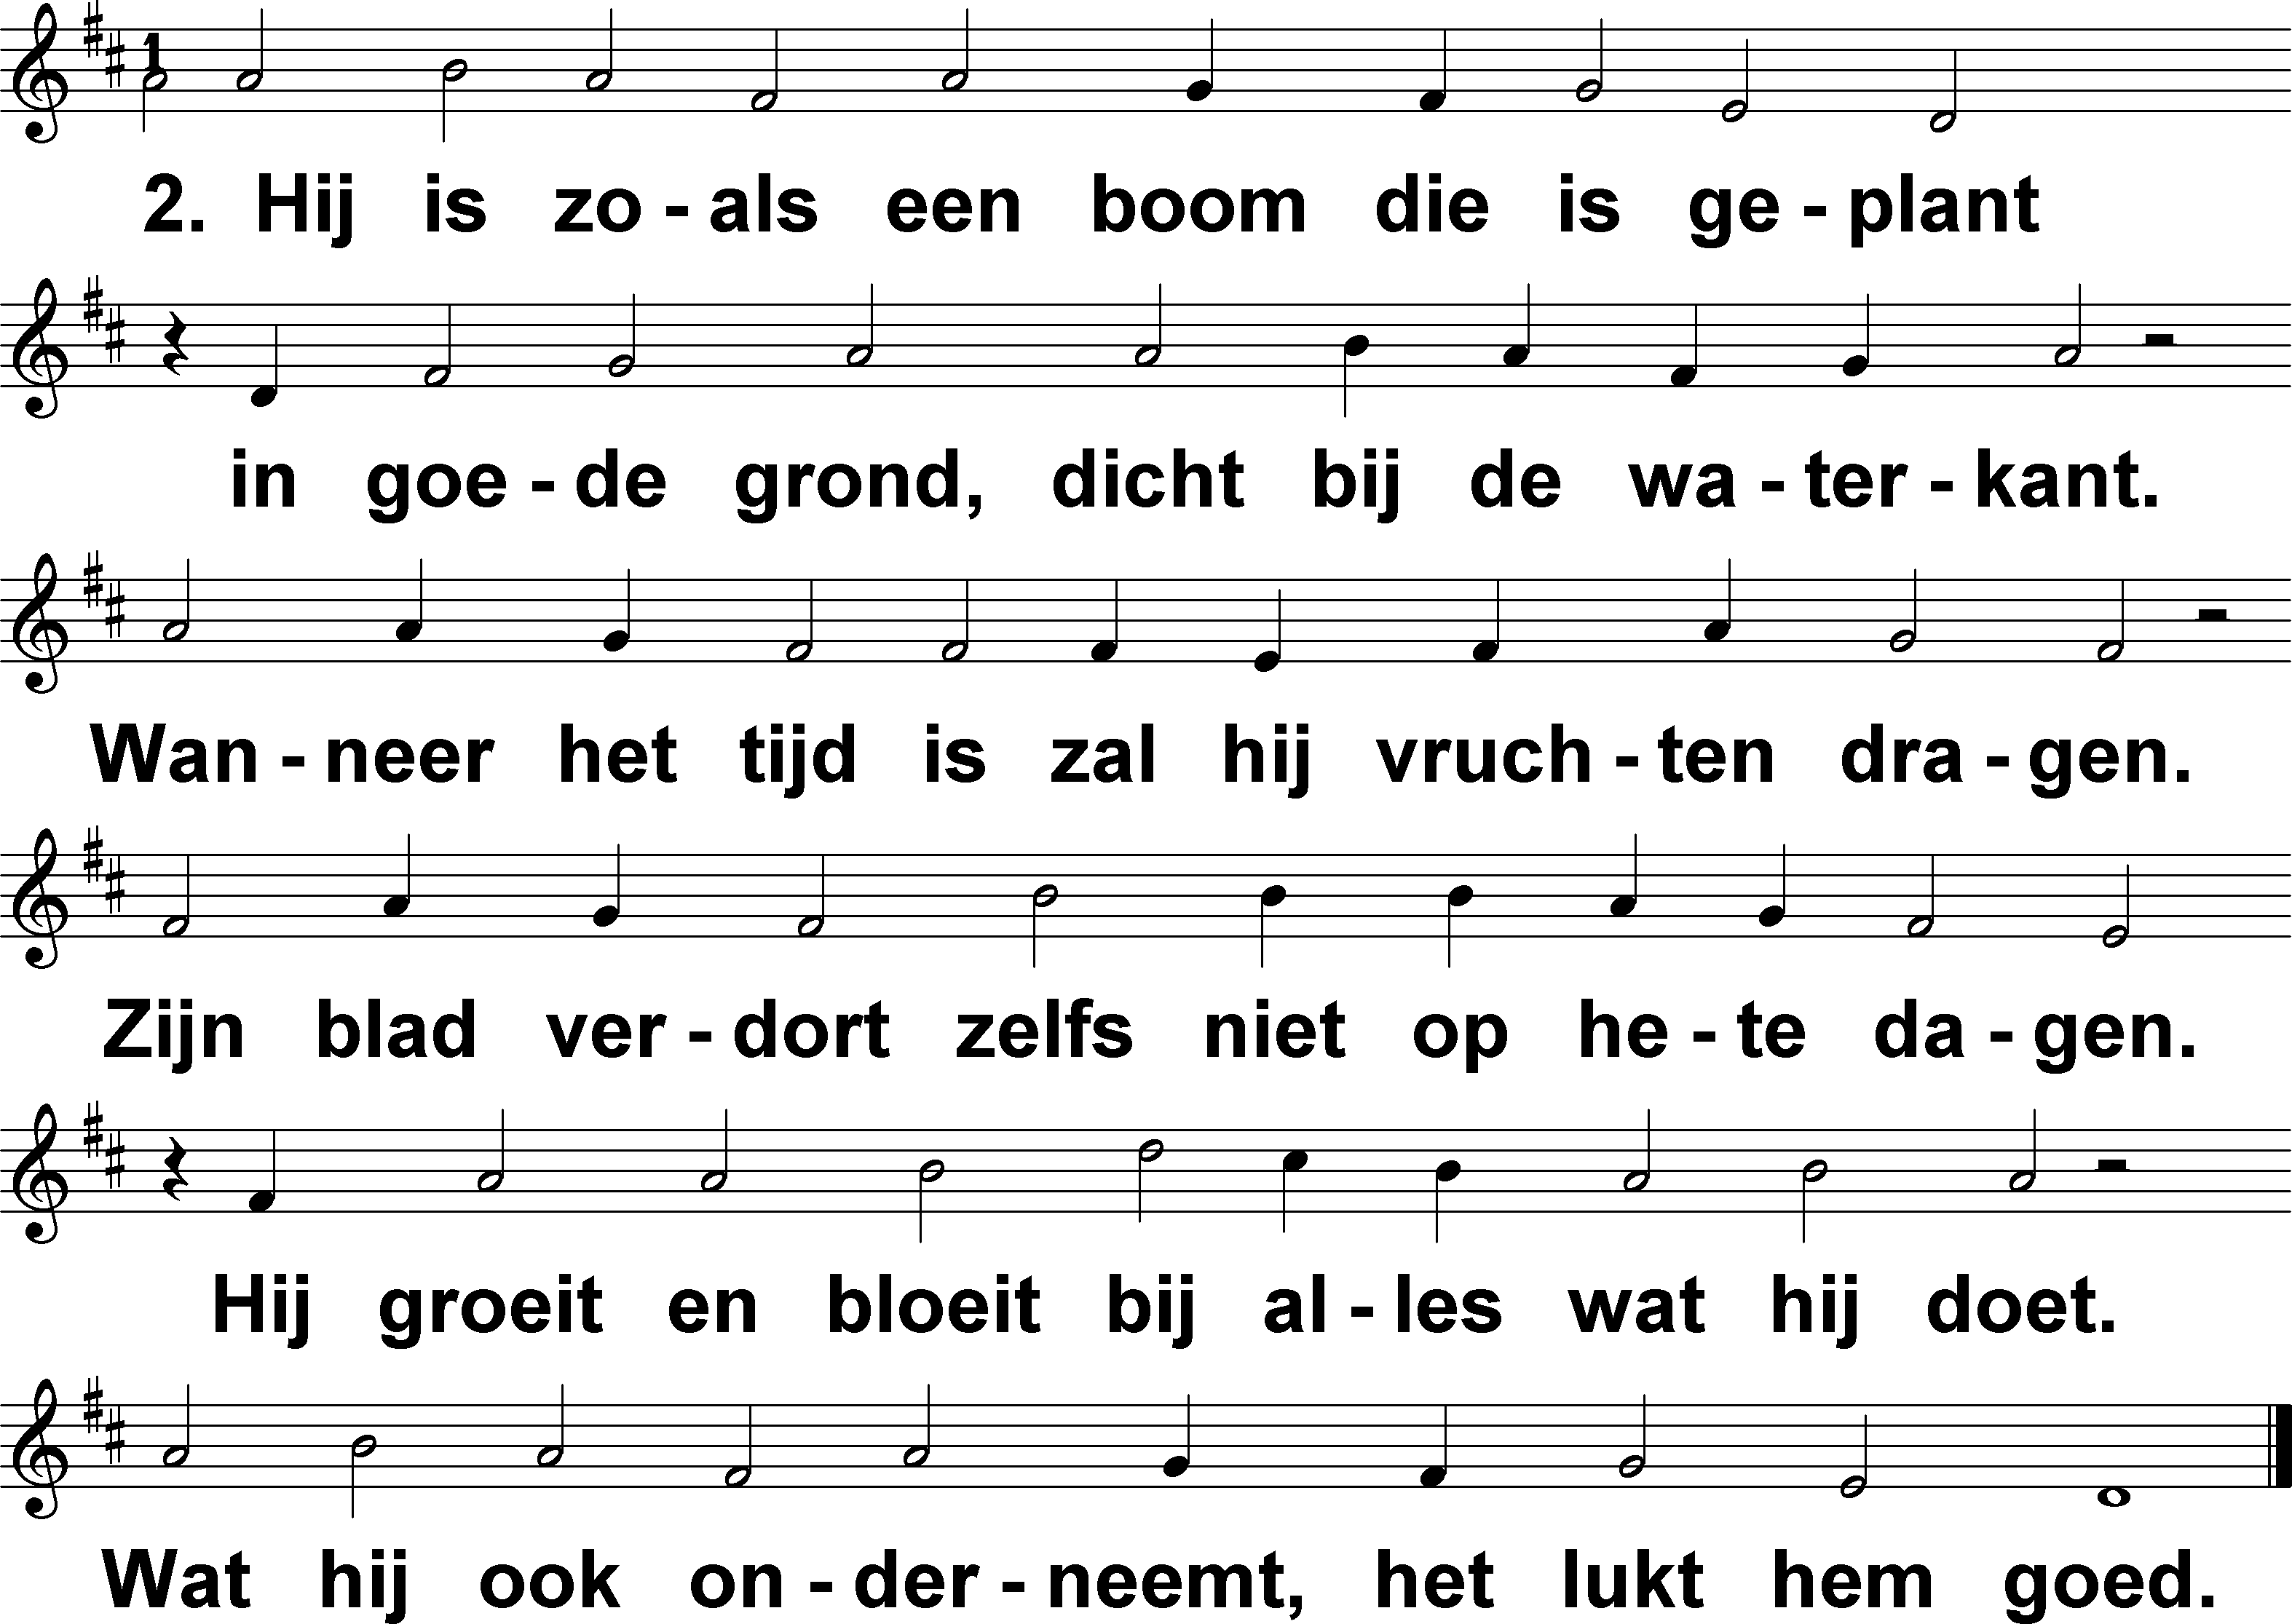 1
2. Hij is zo - als een boom die is ge - plant
in goe - de grond, dicht bij de wa - ter - kant.
Wan - neer het tijd is zal hij vruch - ten dra - gen.
Zijn blad ver - dort zelfs niet op he - te da - gen.
Hij groeit en bloeit bij al - les wat hij doet.
Wat hij ook on - der - neemt, het lukt hem goed.